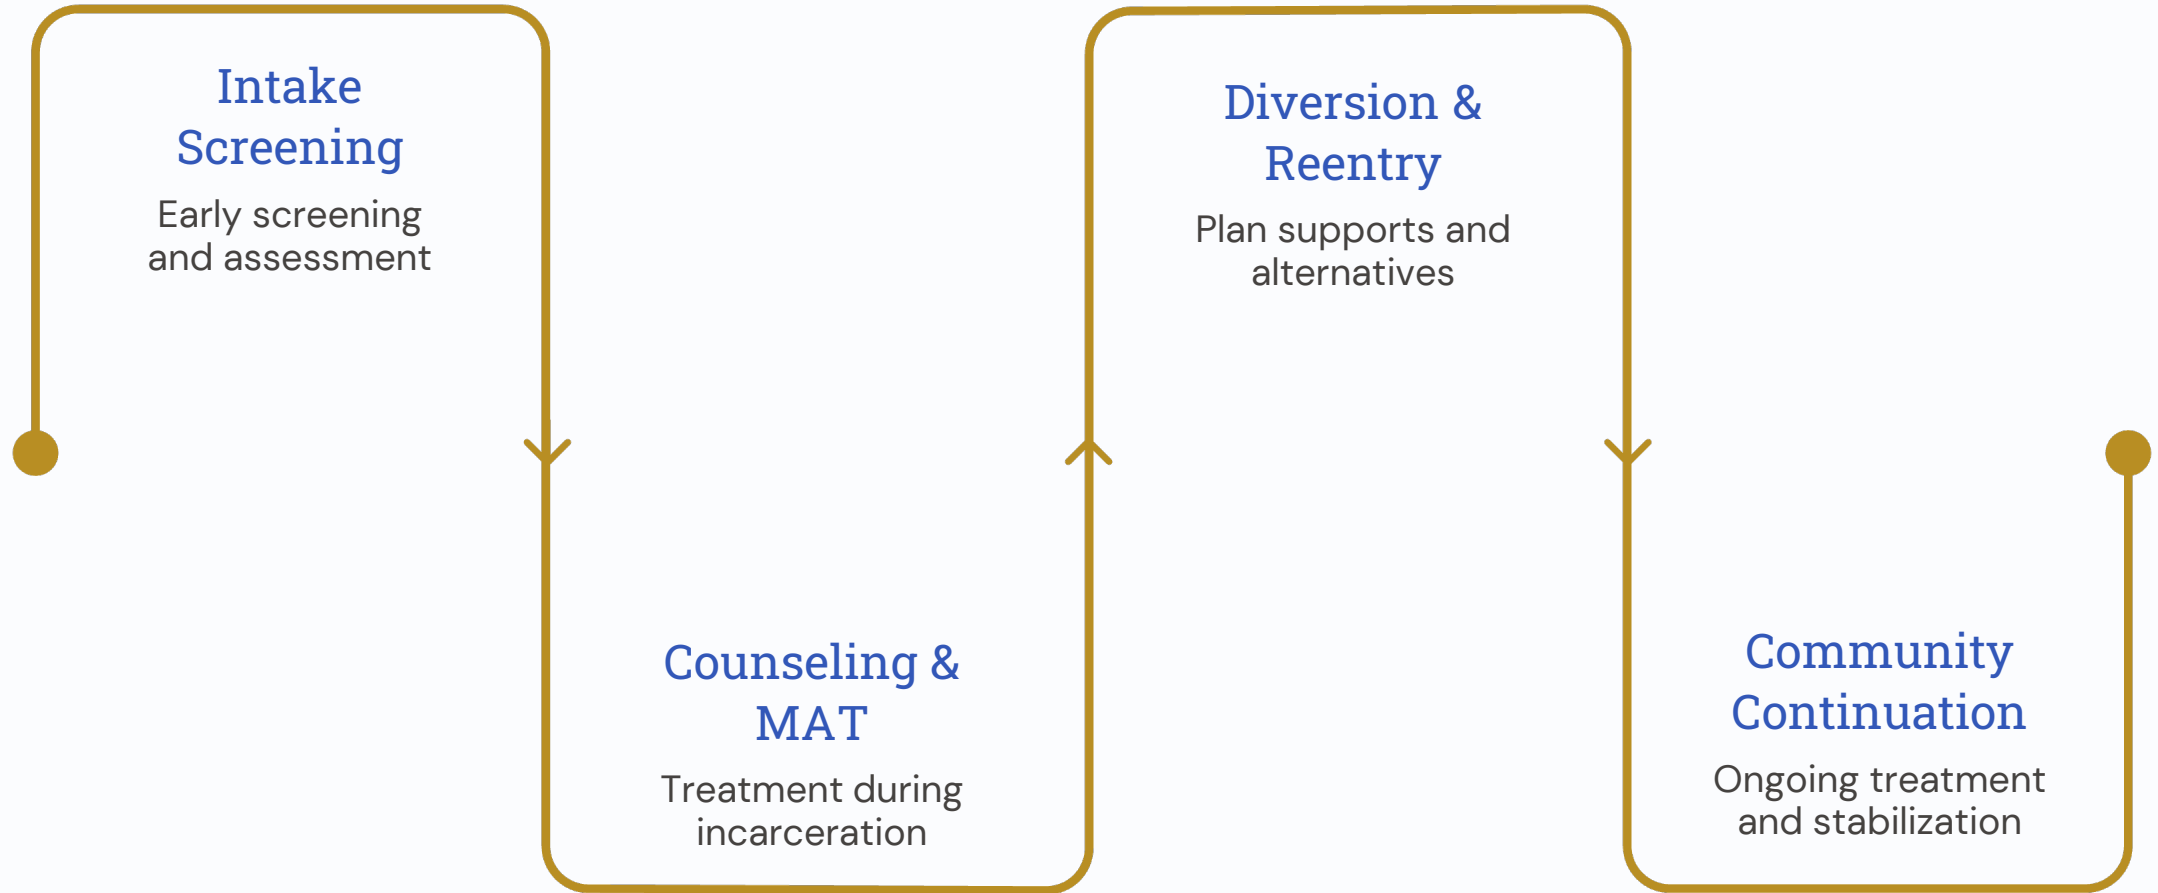 Intake
Screening
Early screening
and assessment
Counseling &
MAT
Treatment during
incarceration
Diversion &
Reentry
Plan supports and
alternatives
Community
Continuation
Ongoing treatment
and stabilization